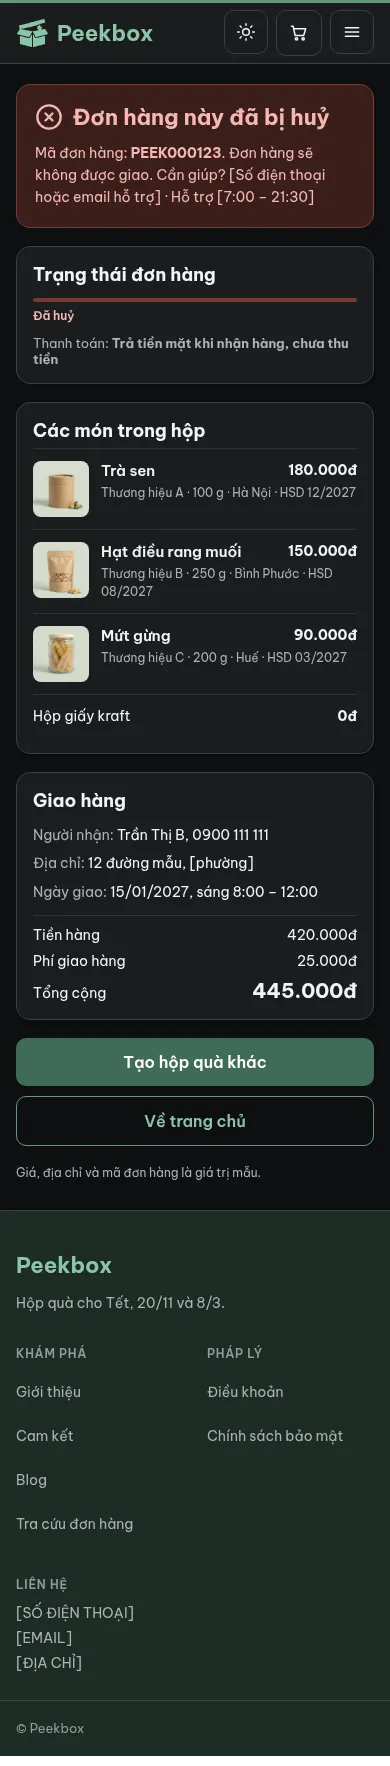 Peekbox
Đơn hàng này đã bị huỷ
Mã đơn hàng: PEEK000123. Đơn hàng sẽ
không được giao. Cần giúp? [Số điện thoại
hoặc email hỗ trợ] · Hỗ trợ [7:00 – 21:30]
Trạng thái đơn hàng
Đã huỷ
Thanh toán: Trả tiền mặt khi nhận hàng, chưa thu
tiền
Các món trong hộp
Trà sen 180.000đ
Thương hiệu A · 100 g · Hà Nội · HSD 12/2027
Hạt điều rang muối 150.000đ
Thương hiệu B · 250 g · Bình Phước · HSD
08/2027
Mứt gừng 90.000đ
Thương hiệu C · 200 g · Huế · HSD 03/2027
Hộp giấy kraft 0đ
Giao hàng
Người nhận: Trần Thị B, 0900 111 111
Địa chỉ: 12 đường mẫu, [phường]
Ngày giao: 15/01/2027, sáng 8:00 – 12:00
Tiền hàng 420.000đ
Phí giao hàng 25.000đ
Tổng cộng 445.000đ
Tạo hộp quà khác
Về trang chủ
Giá, địa chỉ và mã đơn hàng là giá trị mẫu.
Peekbox
Hộp quà cho Tết, 20/11 và 8/3.
KHÁM PHÁ
Giới thiệu
Cam kết
Blog
Tra cứu đơn hàng
PHÁP LÝ
Điều khoản
Chính sách bảo mật
LIÊN HỆ
[SỐ ĐIỆN THOẠI]
[EMAIL]
[ĐỊA CHỈ]
© Peekbox